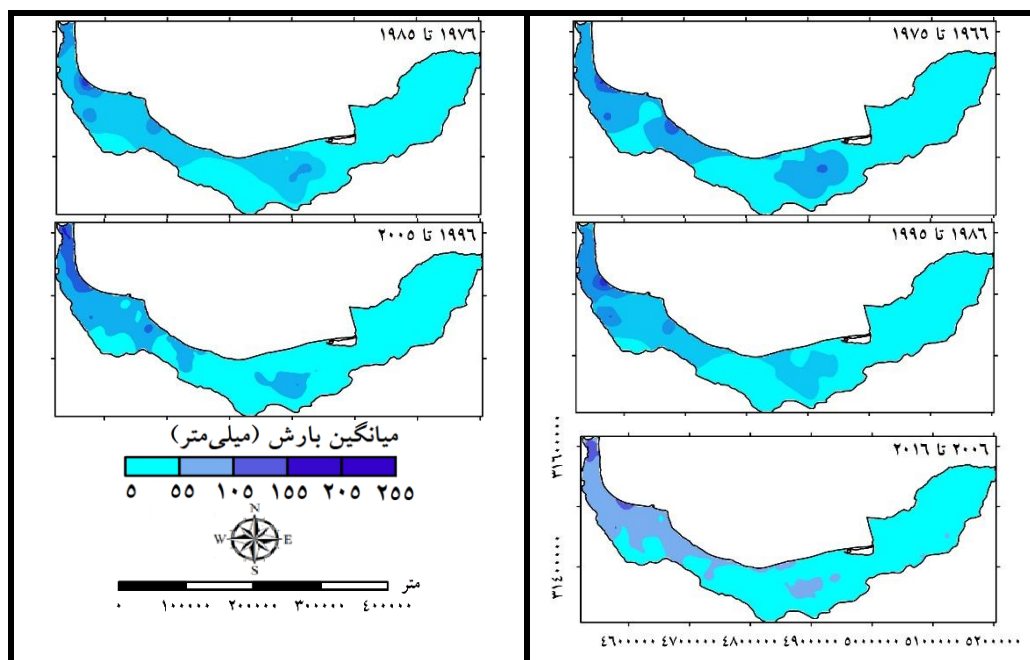 ۱۹۶۶ تا ۱۹۷۵
۱۹۷۶ تا ۱۹۸۵
۱۹۸۶ تا ۱۹۹۵
۱۹۹۶ تا ۲۰۰۵
۲۰۰۶ تا ۲۰۱۶
۳۱۶۰۰۰۰۰
۳۱۴۰۰۰۰۰
۴۶۰۰۰۰۰ ۴۷۰۰۰۰۰ ۴۸۰۰۰۰۰ ۴۹۰۰۰۰۰ ۵۰۰۰۰۰۰ ۵۱۰۰۰۰۰ ۵۲۰۰۰۰۰
میانگین بارش (میلی‌متر)
۵ ۵۵ ۱۰۵ ۱۵۵ ۲۰۵ ۲۵۵
N
W E
S
متر
۰ ۱۰۰۰۰۰ ۲۰۰۰۰۰ ۳۰۰۰۰۰ ۴۰۰۰۰۰